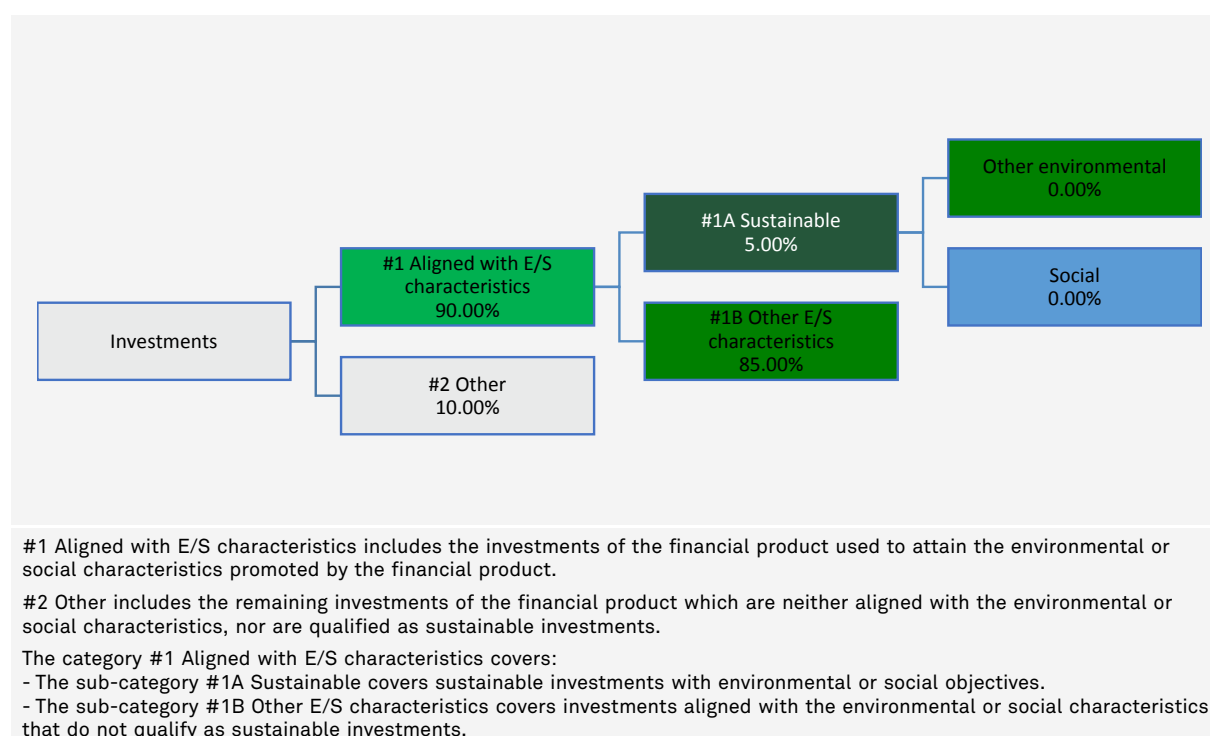 Investments
#1 Aligned with E/S
characteristics
90.00%
#2 Other
10.00%
#1A Sustainable
5.00%
#1B Other E/S
characteristics
85.00%
Other environmental
0.00%
Social
0.00%
#1 Aligned with E/S characteristics includes the investments of the financial product used to attain the environmental or
social characteristics promoted by the financial product.
#2 Other includes the remaining investments of the financial product which are neither aligned with the environmental or
social characteristics, nor are qualified as sustainable investments.
The category #1 Aligned with E/S characteristics covers:
- The sub-category #1A Sustainable covers sustainable investments with environmental or social objectives.
- The sub-category #1B Other E/S characteristics covers investments aligned with the environmental or social characteristics
that do not qualify as sustainable investments.